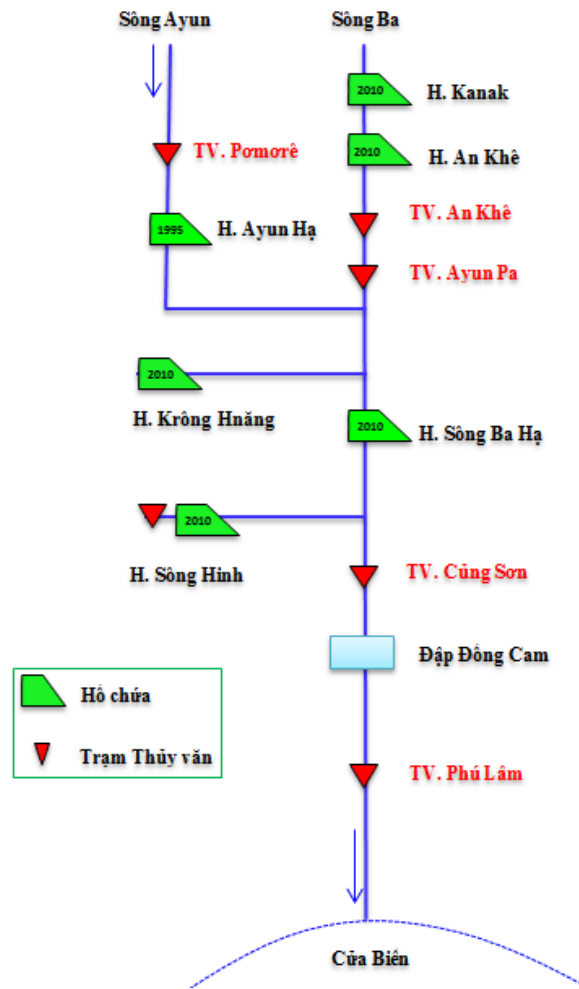 Sông Ayun
Sông Ba
2010
H. Kanak
2010
H. An Khê
TV. Pơmơrê
TV. An Khê
1995
H. Ayun Hạ
TV. Ayun Pa
2010
H. Krông Hnăng
2010
H. Sông Ba Hạ
2010
H. Sông Hinh
TV. Củng Sơn
Đập Đồng Cam
Hồ chứa
Trạm Thủy văn
TV. Phú Lâm
Cửa Biển